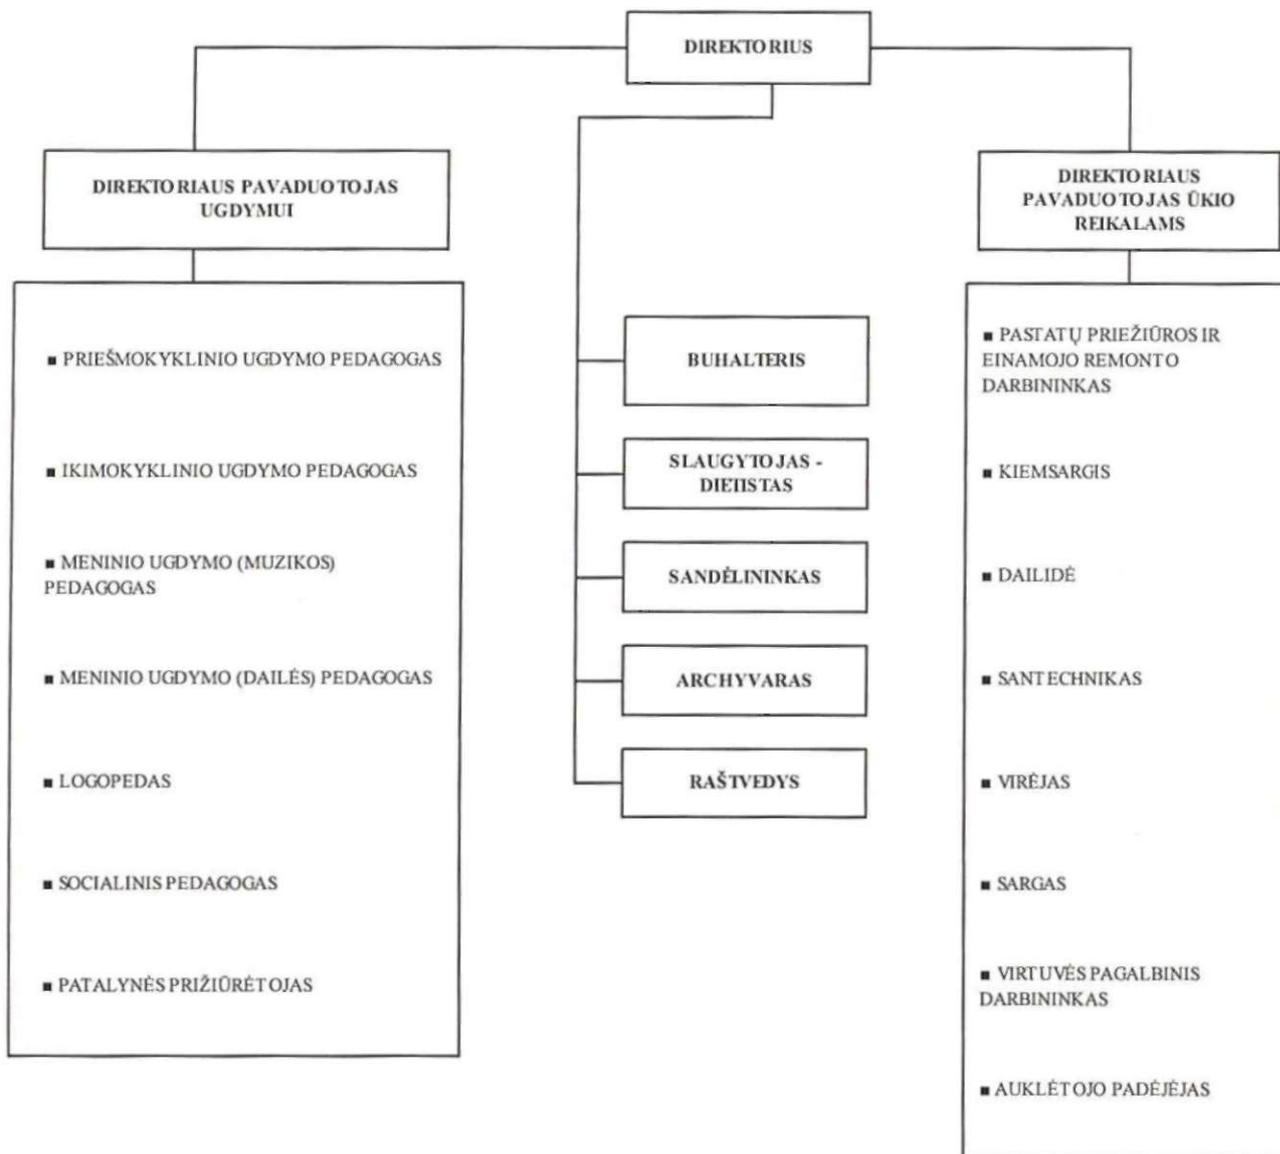 DIREKTORIUS
DIREKTORIAUS PAVADUOTOJAS
UGDYMUI
■ PRIEŠMOKYKLINIO UGDYMO PEDAGOGAS
■ IKIMOKYKLINIO UGDYMO PEDAGOGAS
■ MENINIO UGDYMO (MUZIKOS)
PEDAGOGAS
■ MENINIO UGDYMO (DAILĖS) PEDAGOGAS
■ LOGOPEDAS
■ SOCIALINIS PEDAGOGAS
■ PATALYNĖS PRIŽIŪRĖTOJAS
BUHALTERIS
SLAUGYTOJAS -
DIETISTAS
SANDĖLININKAS
ARCHYVARAS
RAŠTVEDYS
DIREKTORIAUS
PAVADUOTOJAS ŪKIO
REIKALAMS
■ PASTATŲ PRIEŽIŪROS IR
EINAMOJO REMONTO
DARBININKAS
■ KIEMSARGIS
■ DAILIDĖ
■ SANTECHNIKAS
■ VIRĖJAS
■ SARGAS
■ VIRTUVĖS PAGALBINIS
DARBININKAS
■ AUKLĖTOJO PADĖJĖJAS